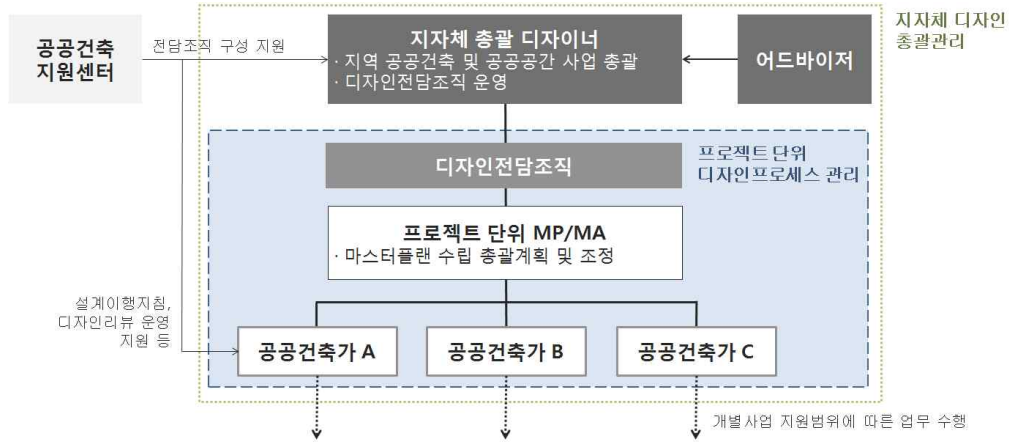 공공건축
지원센터
전담조직 구성 지원
지자체 총괄 디자이너
· 지역 공공건축 및 공공공간 사업 총괄
· 디자인전담조직 운영
어드바이저
지자체 디자인
총괄관리
디자인전담조직
프로젝트 단위
디자인프로세스 관리
프로젝트 단위 MP/MA
· 마스터플랜 수립 총괄계획 및 조정
설계이행지침,
디자인리뷰 운영
지원 등
공공건축가 A
공공건축가 B
공공건축가 C
개별사업 지원범위에 따른 업무 수행